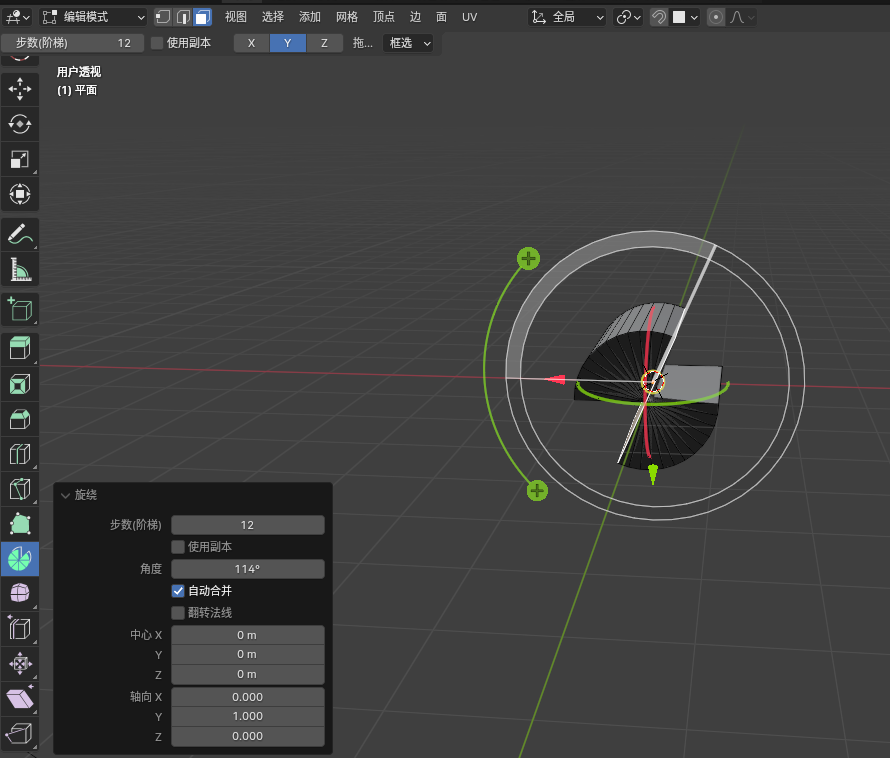 编辑模式 视图 选择 添加 网格 顶点 边 面 UV 全局
步数(阶梯) 12 使用副本 X Y Z 拖... 框选
用户透视
(1) 平面
旋绕
步数(阶梯) 12
使用副本
角度 114°
自动合并
翻转法线
中心 X 0 m
Y 0 m
Z 0 m
轴向 X 0.000
Y 1.000
Z 0.000